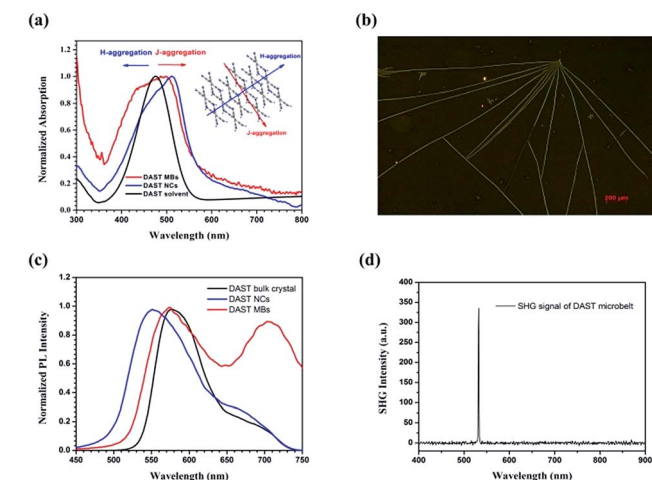 (a)
H-aggregation J-aggregation
H-aggregation
J-aggregation
DAST MBs
DAST NCs
DAST solvent
Normalized Absorption
1.2
1.0
0.8
0.6
0.4
0.2
0.0
300 400 500 600 700 800
Wavelength (nm)
(b)
200 μm
(c)
DAST bulk crystal
DAST NCs
DAST MBs
Normalized PL Intensity
1.2
1.0
0.8
0.6
0.4
0.2
0.0
450 500 550 600 650 700 750
Wavelength (nm)
(d)
SHG signal of DAST microbelt
SHG Intensity (a.u.)
400
350
300
250
200
150
100
50
0
400 500 600 700 800 900
Wavelength (nm)